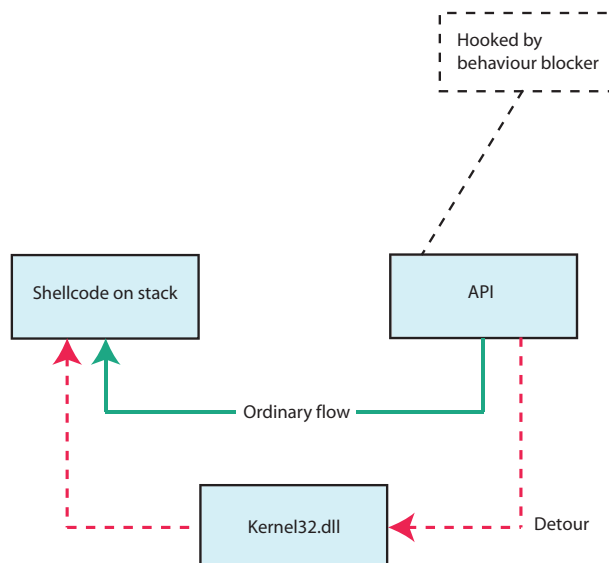 Hooked by
behaviour blocker
Shellcode on stack
API
Ordinary flow
Kernel32.dll
Detour